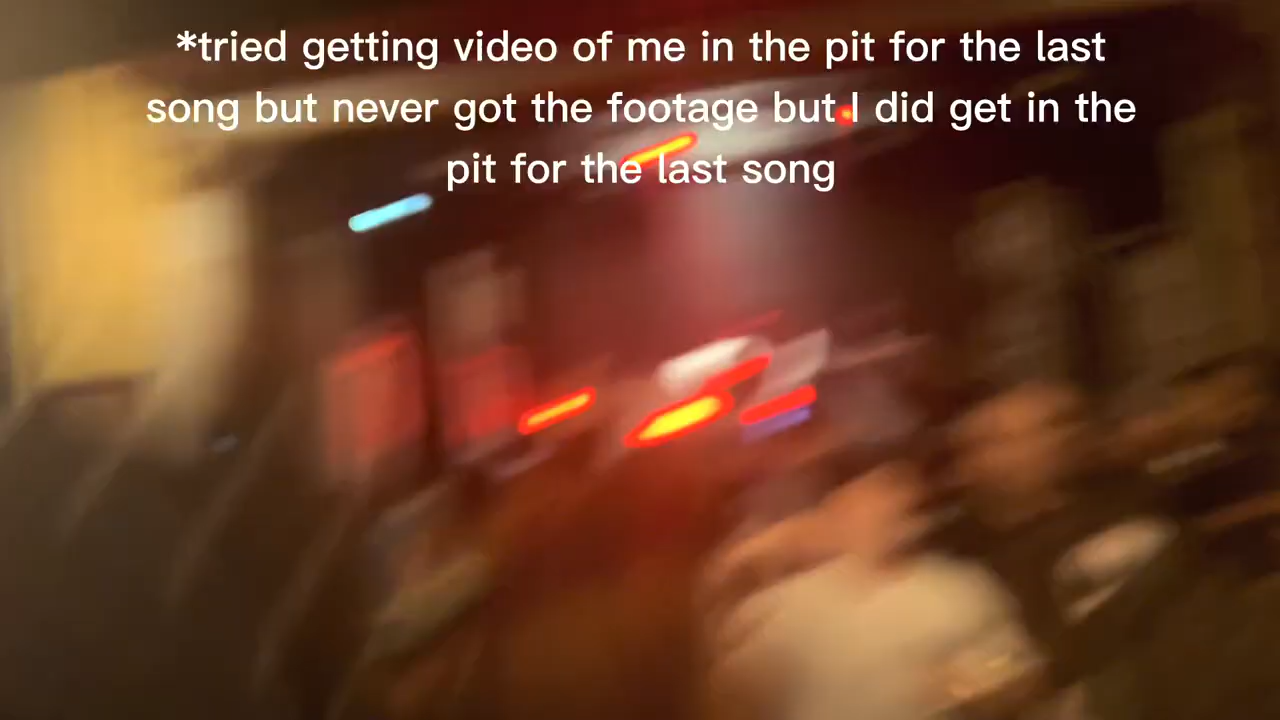 *tried getting video of me in the pit for the last
song but never got the footage but I did get in the
pit for the last song